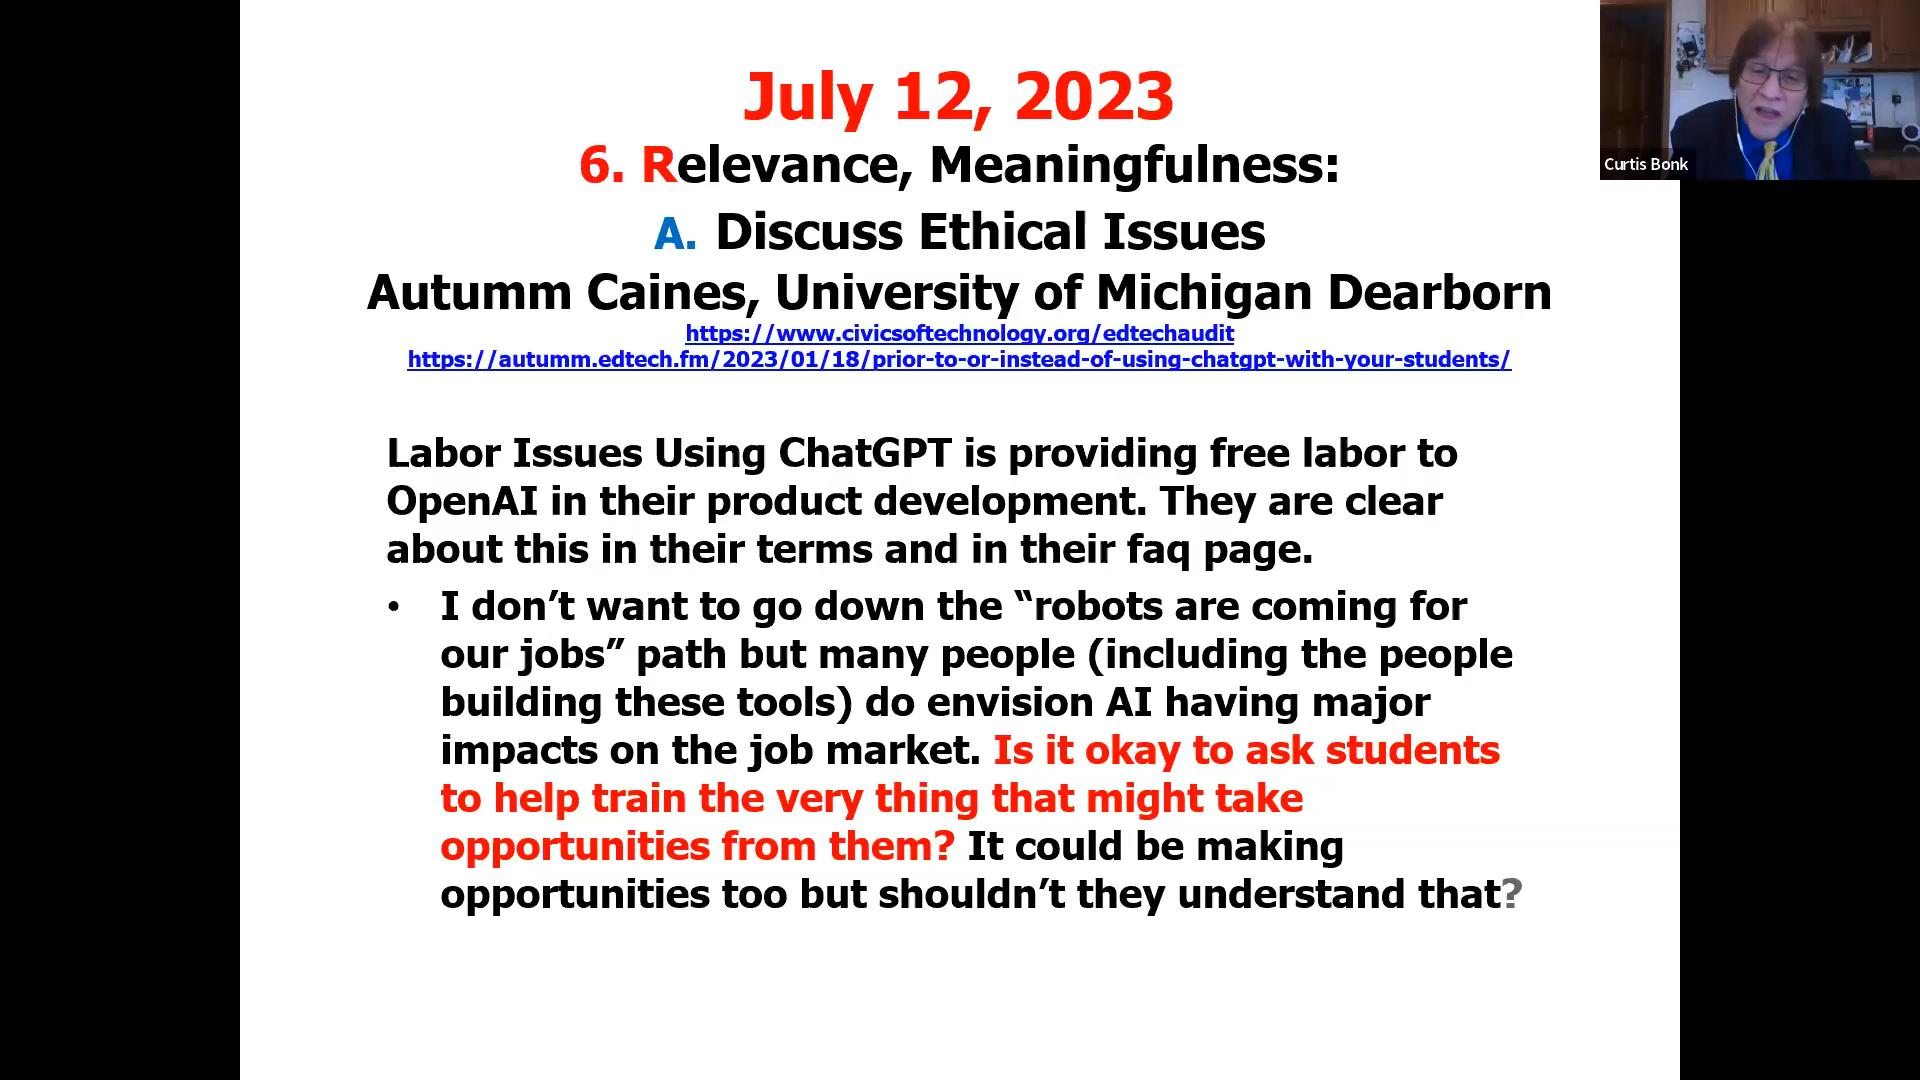 July 12, 2023
6. Relevance, Meaningfulness:
A. Discuss Ethical Issues
Autumm Caines, University of Michigan Dearborn
https://www.civicsoftechnology.org/edtechaudit
https://autumm.edtech.fm/2023/01/18/prior-to-or-instead-of-using-chatgpt-with-your-students/
Labor Issues Using ChatGPT is providing free labor to
OpenAI in their product development. They are clear
about this in their terms and in their faq page.
• I don’t want to go down the “robots are coming for
our jobs” path but many people (including the people
building these tools) do envision AI having major
impacts on the job market. Is it okay to ask students
to help train the very thing that might take
opportunities from them? It could be making
opportunities too but shouldn’t they understand that?
Curtis Bonk